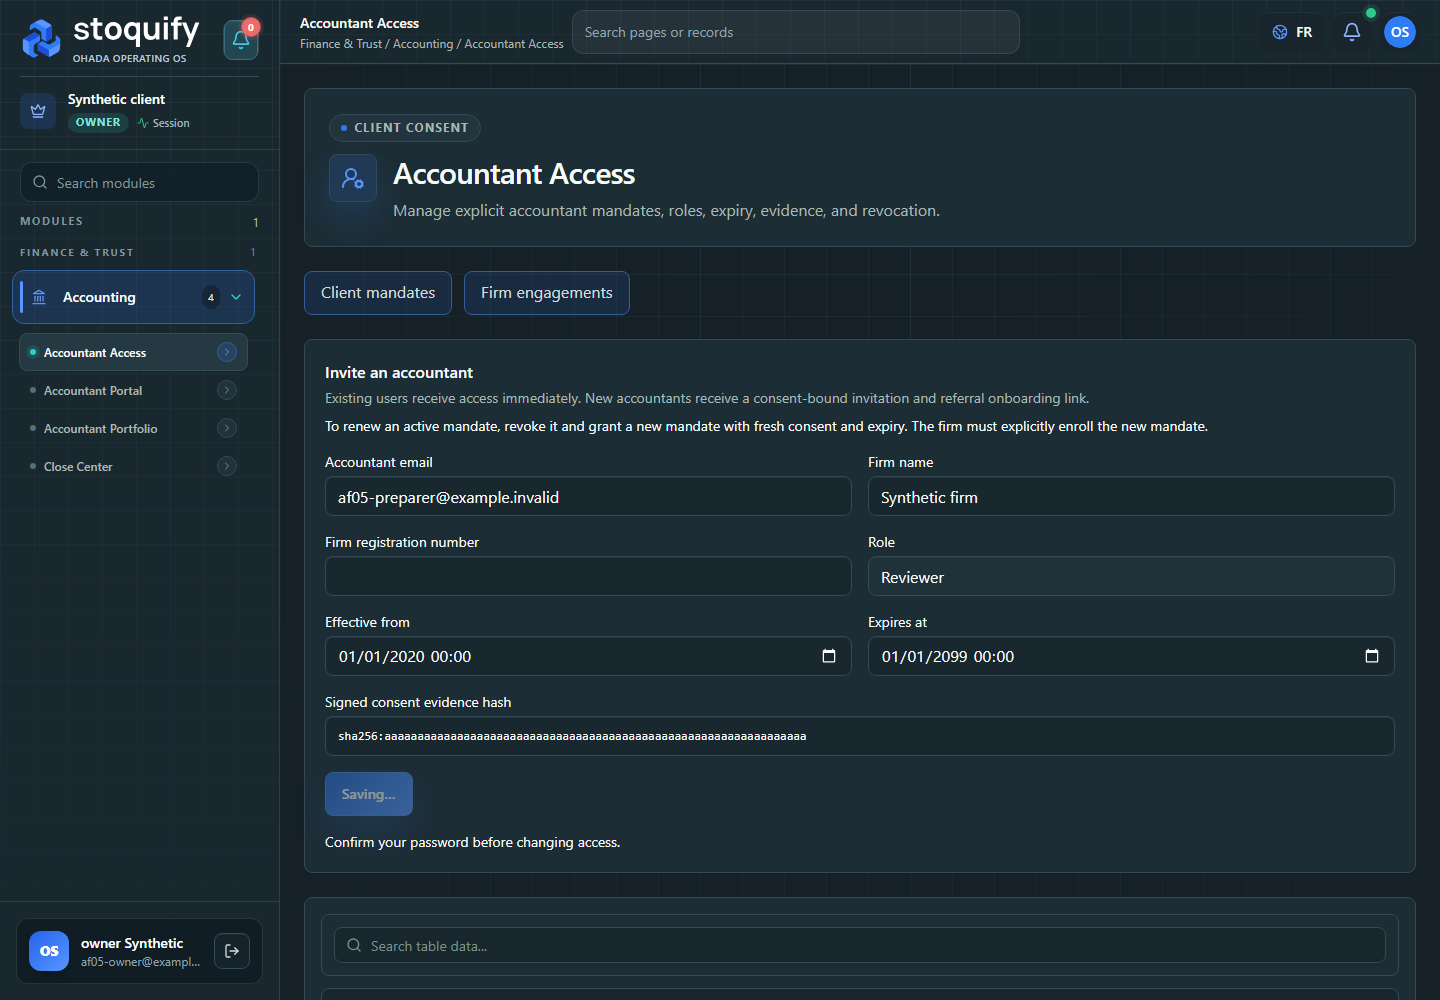 stoquify
OHADA OPERATING OS
0
Synthetic client
OWNER
Session
Search modules
MODULES
1
FINANCE & TRUST
1
Accounting
4
Accountant Access
Accountant Portal
Accountant Portfolio
Close Center
OS
owner Synthetic
af05-owner@exampl...
Accountant Access
Finance & Trust / Accounting / Accountant Access
Search pages or records
FR
OS
CLIENT CONSENT
Accountant Access
Manage explicit accountant mandates, roles, expiry, evidence, and revocation.
Client mandates
Firm engagements
Invite an accountant
Existing users receive access immediately. New accountants receive a consent-bound invitation and referral onboarding link.
To renew an active mandate, revoke it and grant a new mandate with fresh consent and expiry. The firm must explicitly enroll the new mandate.
Accountant email
Firm name
af05-preparer@example.invalid
Synthetic firm
Firm registration number
Role
Reviewer
Effective from
Expires at
01/01/2020 00:00
01/01/2099 00:00
Signed consent evidence hash
sha256:aaaaaaaaaaaaaaaaaaaaaaaaaaaaaaaaaaaaaaaaaaaaaaaaaaaaaaaaaaaaaaaa
Saving...
Confirm your password before changing access.
Search table data...